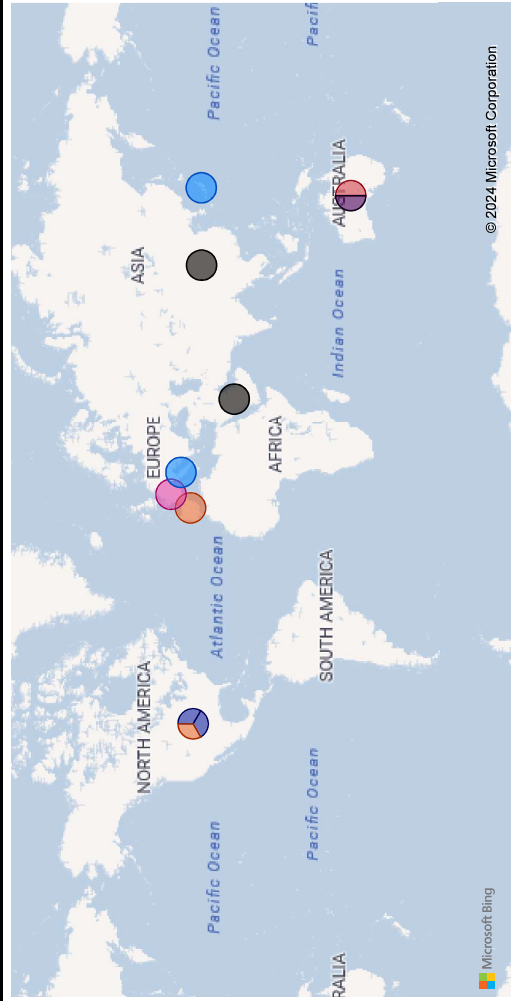 Pacific Ocean
NORTH AMERICA
Atlantic Ocean
EUROPE
ASIA
Pacific Ocean
AFRICA
Pacific Ocean
SOUTH AMERICA
Indian Ocean
AUSTRALIA
Pacif
RALIA
Microsoft Bing
© 2024 Microsoft Corporation